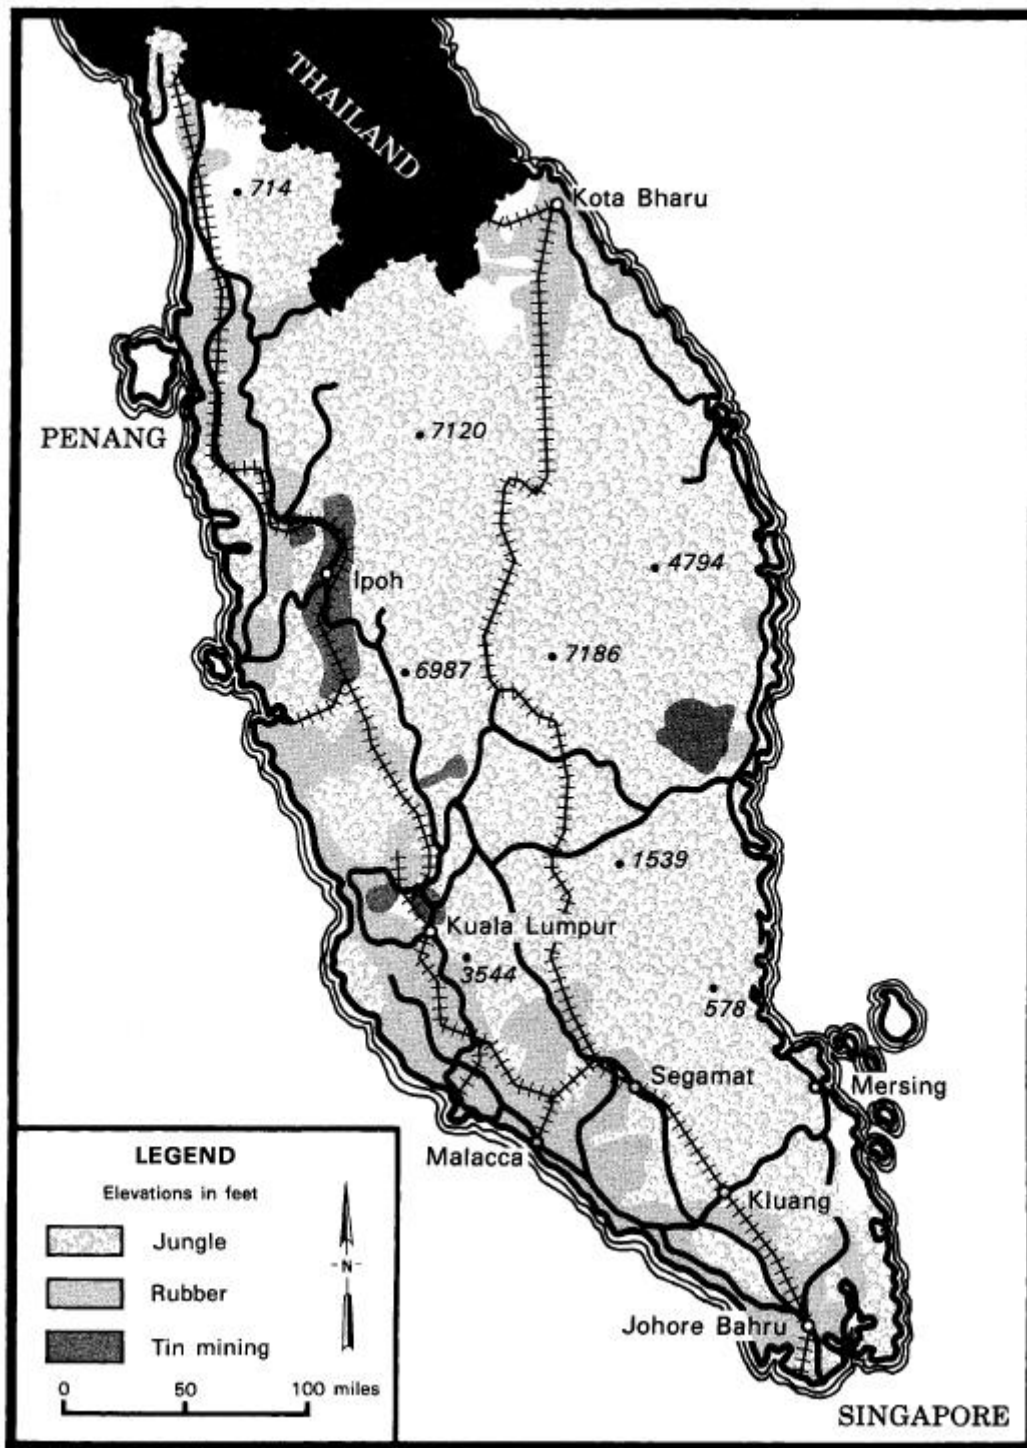 THAILAND
714
Kota Bharu
PENANG
7120
4794
Ipoh
7186
6987
1539
Kuala Lumpur
3544
578
Segamat
Mersing
Malacca
Kluang
Johore Bahru
SINGAPORE
LEGEND
Elevations in feet
Jungle
Rubber
Tin mining
N
0 50 100 miles